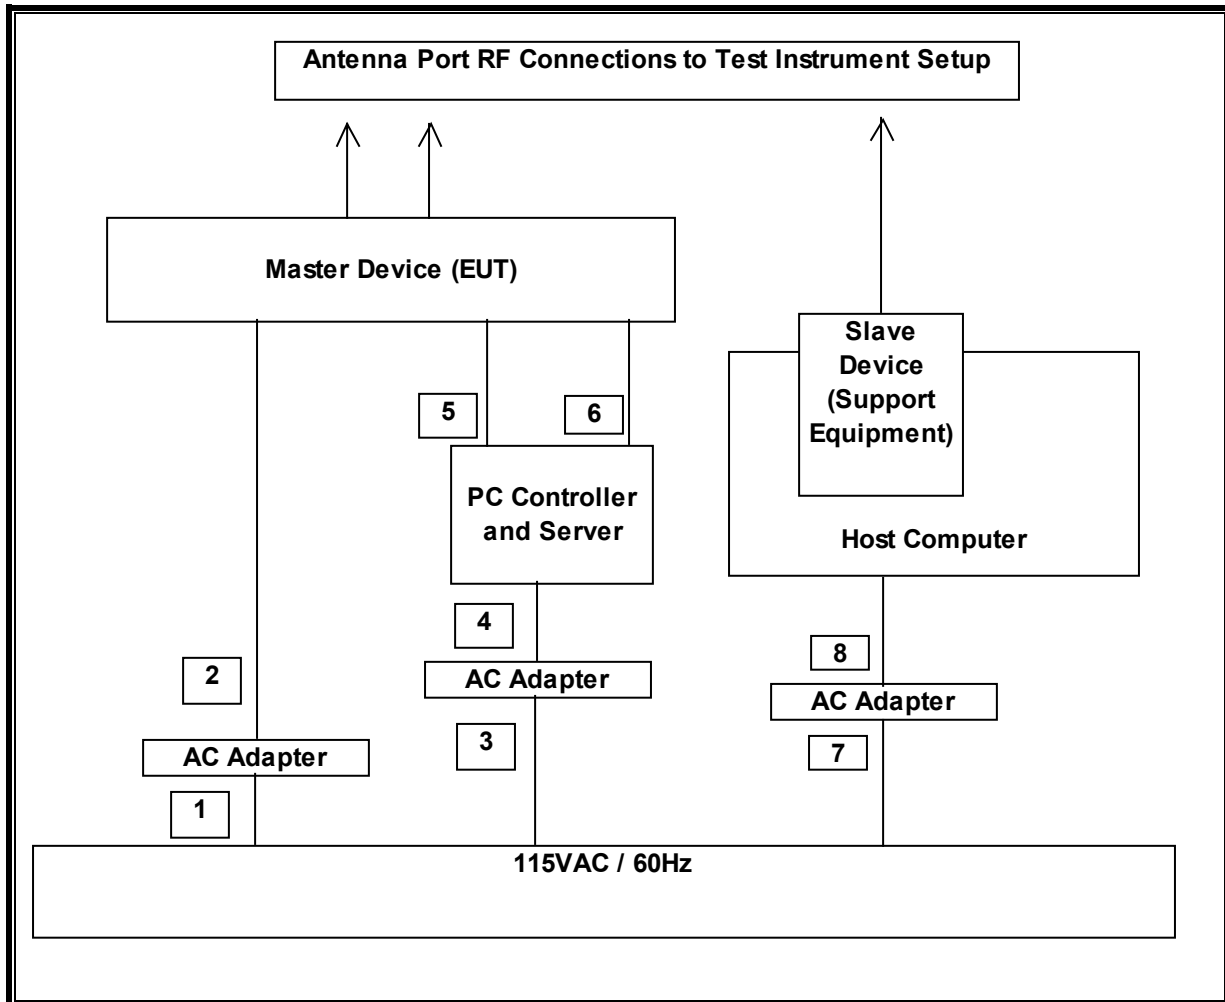 Antenna Port RF Connections to Test Instrument Setup
Master Device (EUT)
Slave
Device
(Support
Equipment)
5
6
PC Controller
and Server
Host Computer
4
8
2
AC Adapter
AC Adapter
3
7
AC Adapter
1
115VAC / 60Hz